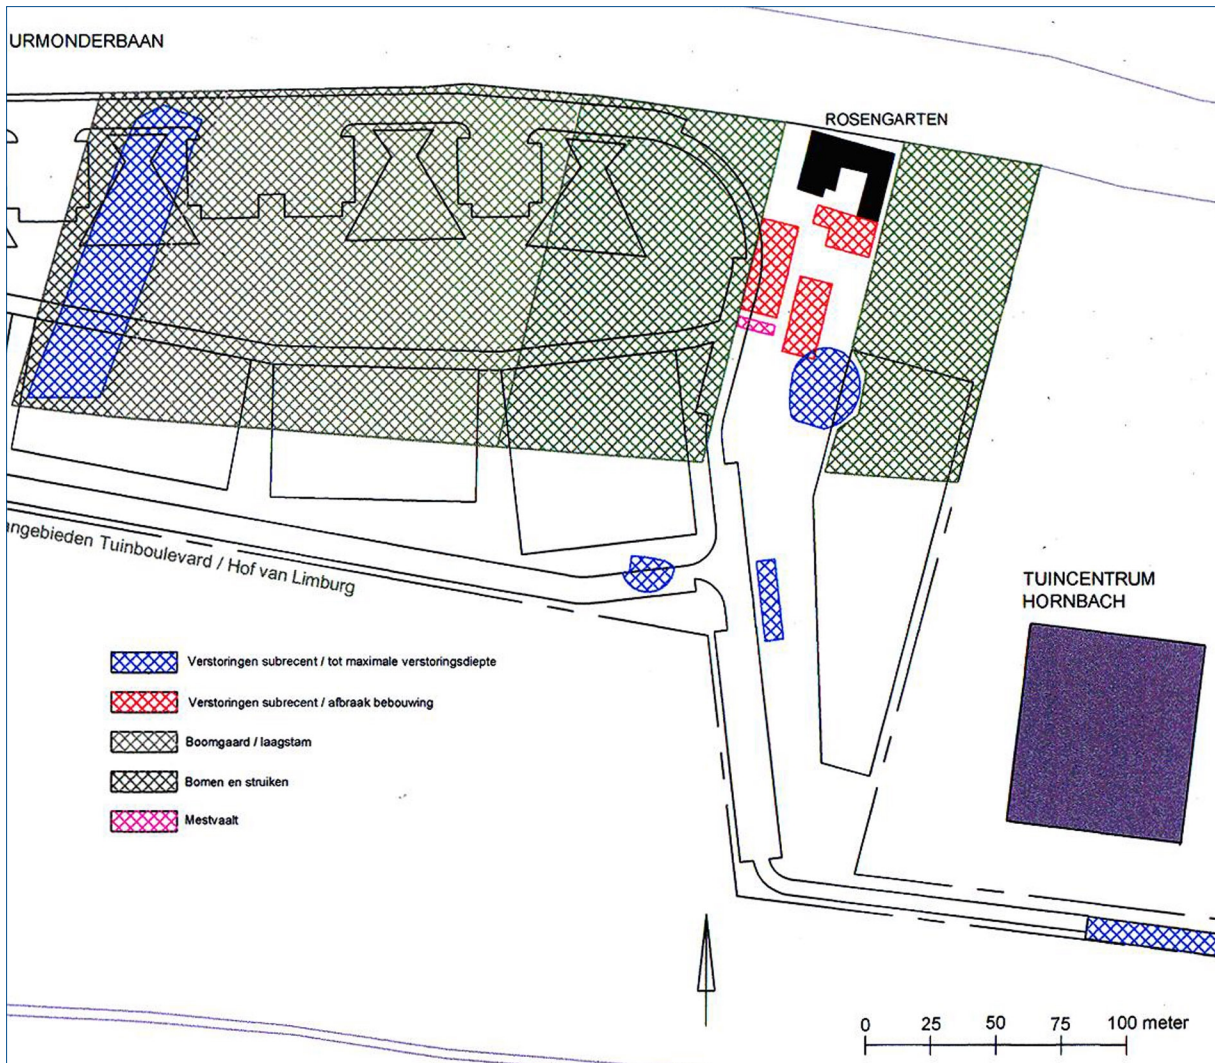 URMONDERBAAN
ROSENGARTEN
Tuinboulevard / Hof van Limburg
TUINCENTRUM
HORNBACH
Verstoringen subrecent / tot maximale verstoringsdiepte
Verstoringen subrecent / afbraak bebouwing
Boomgaard / laagstam
Bomen en struiken
Mestvaalt
0 25 50 75 100 meter